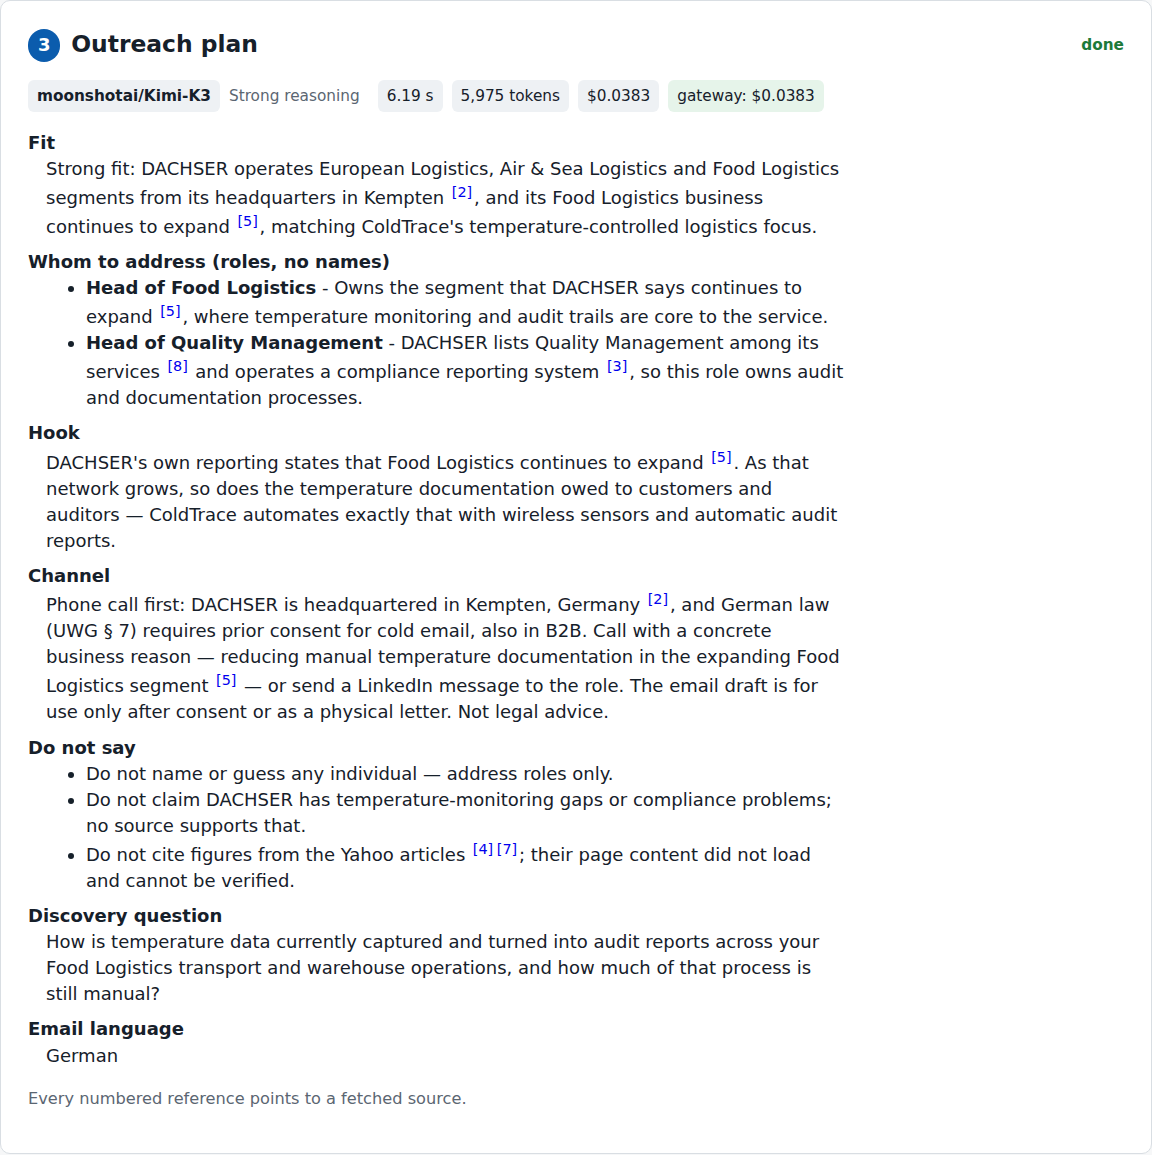 3 Outreach plan done
moonshotai/Kimi-K3 Strong reasoning 6.19 s 5,975 tokens $0.0383 gateway: $0.0383
Fit
Strong fit: DACHSER operates European Logistics, Air & Sea Logistics and Food Logistics
segments from its headquarters in Kempten [2], and its Food Logistics business
continues to expand [5], matching ColdTrace's temperature-controlled logistics focus.
Whom to address (roles, no names)
• Head of Food Logistics - Owns the segment that DACHSER says continues to
expand [5], where temperature monitoring and audit trails are core to the service.
• Head of Quality Management - DACHSER lists Quality Management among its
services [8] and operates a compliance reporting system [3], so this role owns audit
and documentation processes.
Hook
DACHSER's own reporting states that Food Logistics continues to expand [5]. As that
network grows, so does the temperature documentation owed to customers and
auditors — ColdTrace automates exactly that with wireless sensors and automatic audit
reports.
Channel
Phone call first: DACHSER is headquartered in Kempten, Germany [2], and German law
(UWG § 7) requires prior consent for cold email, also in B2B. Call with a concrete
business reason — reducing manual temperature documentation in the expanding Food
Logistics segment [5] — or send a LinkedIn message to the role. The email draft is for
use only after consent or as a physical letter. Not legal advice.
Do not say
• Do not name or guess any individual — address roles only.
• Do not claim DACHSER has temperature-monitoring gaps or compliance problems;
no source supports that.
• Do not cite figures from the Yahoo articles [4] [7]; their page content did not load
and cannot be verified.
Discovery question
How is temperature data currently captured and turned into audit reports across your
Food Logistics transport and warehouse operations, and how much of that process is
still manual?
Email language
German
Every numbered reference points to a fetched source.